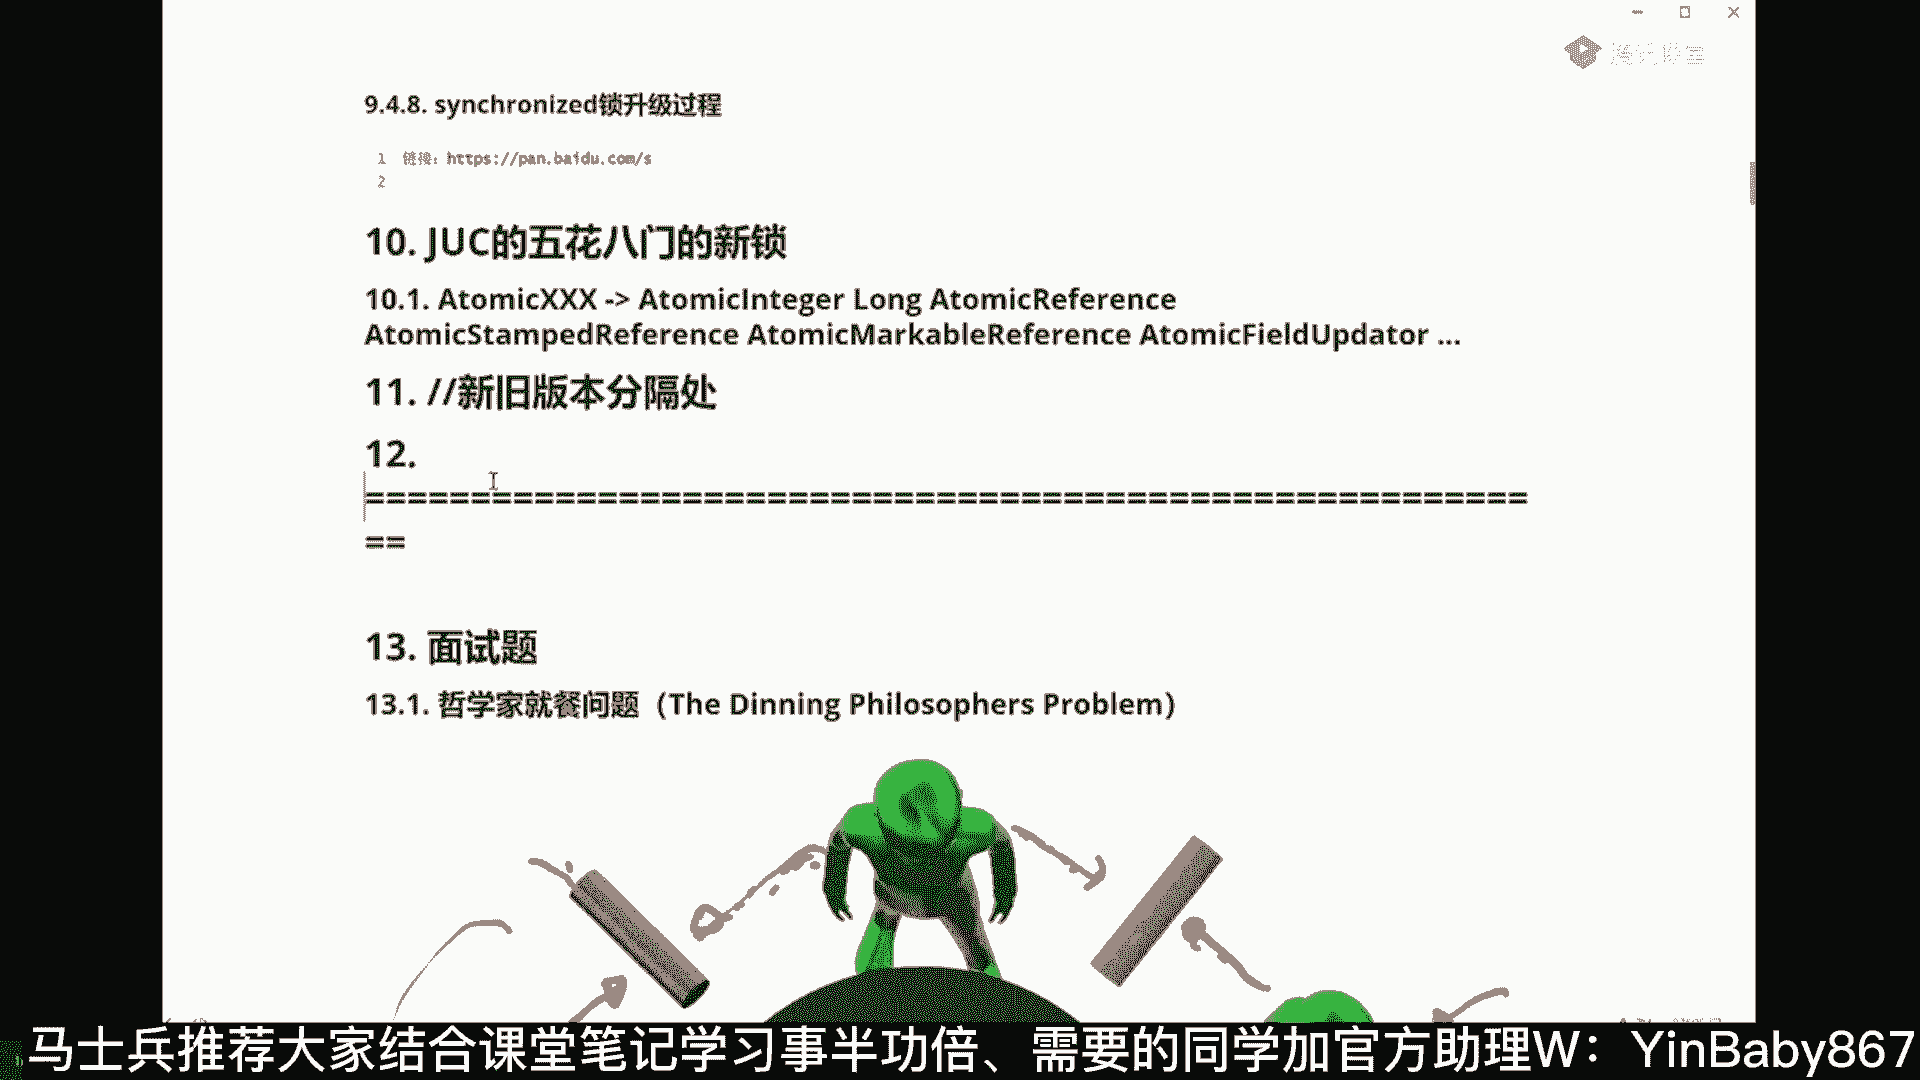 腾讯课堂
9.4.8. synchronized锁升级过程
1 链接：https://pan.baidu.com/s
2
10. JUC的五花八门的新锁
10.1. AtomicXXX -> AtomicInteger Long AtomicReference
AtomicStampedReference AtomicMarkableReference AtomicFieldUpdator ...
11. //新旧版本分隔处
12.
=======================================================
==
13. 面试题
13.1. 哲学家就餐问题（The Dinning Philosophers Problem）
马士兵推荐大家结合课堂笔记学习事半功倍、需要的同学加官方助理W：YinBaby867